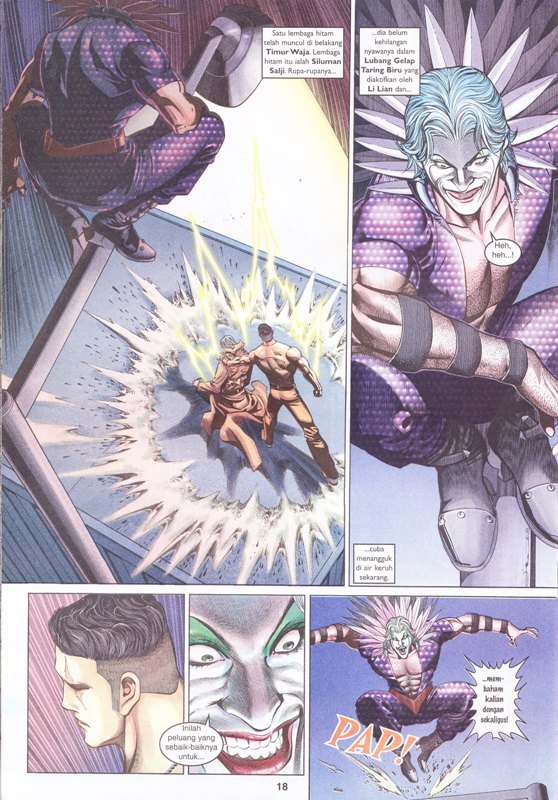 Satu lembaga hitam
telah muncul di belakang
Timur Waja. Lembaga
hitam itu ialah Siluman
Salji. Rupa-rupanya...
...dia belum
kehilangan
nyawanya dalam
Lubang Gelap
Taring Biru yang
diaktifkan oleh
Li Lian dan...
Heh,
heh...!
...cuba
menangguk
di air keruh
sekarang.
Inilah
peluang yang
sebaik-baiknya
untuk...
...mem-
baham
kalian
dengan
sekaligus!
PAP!
18